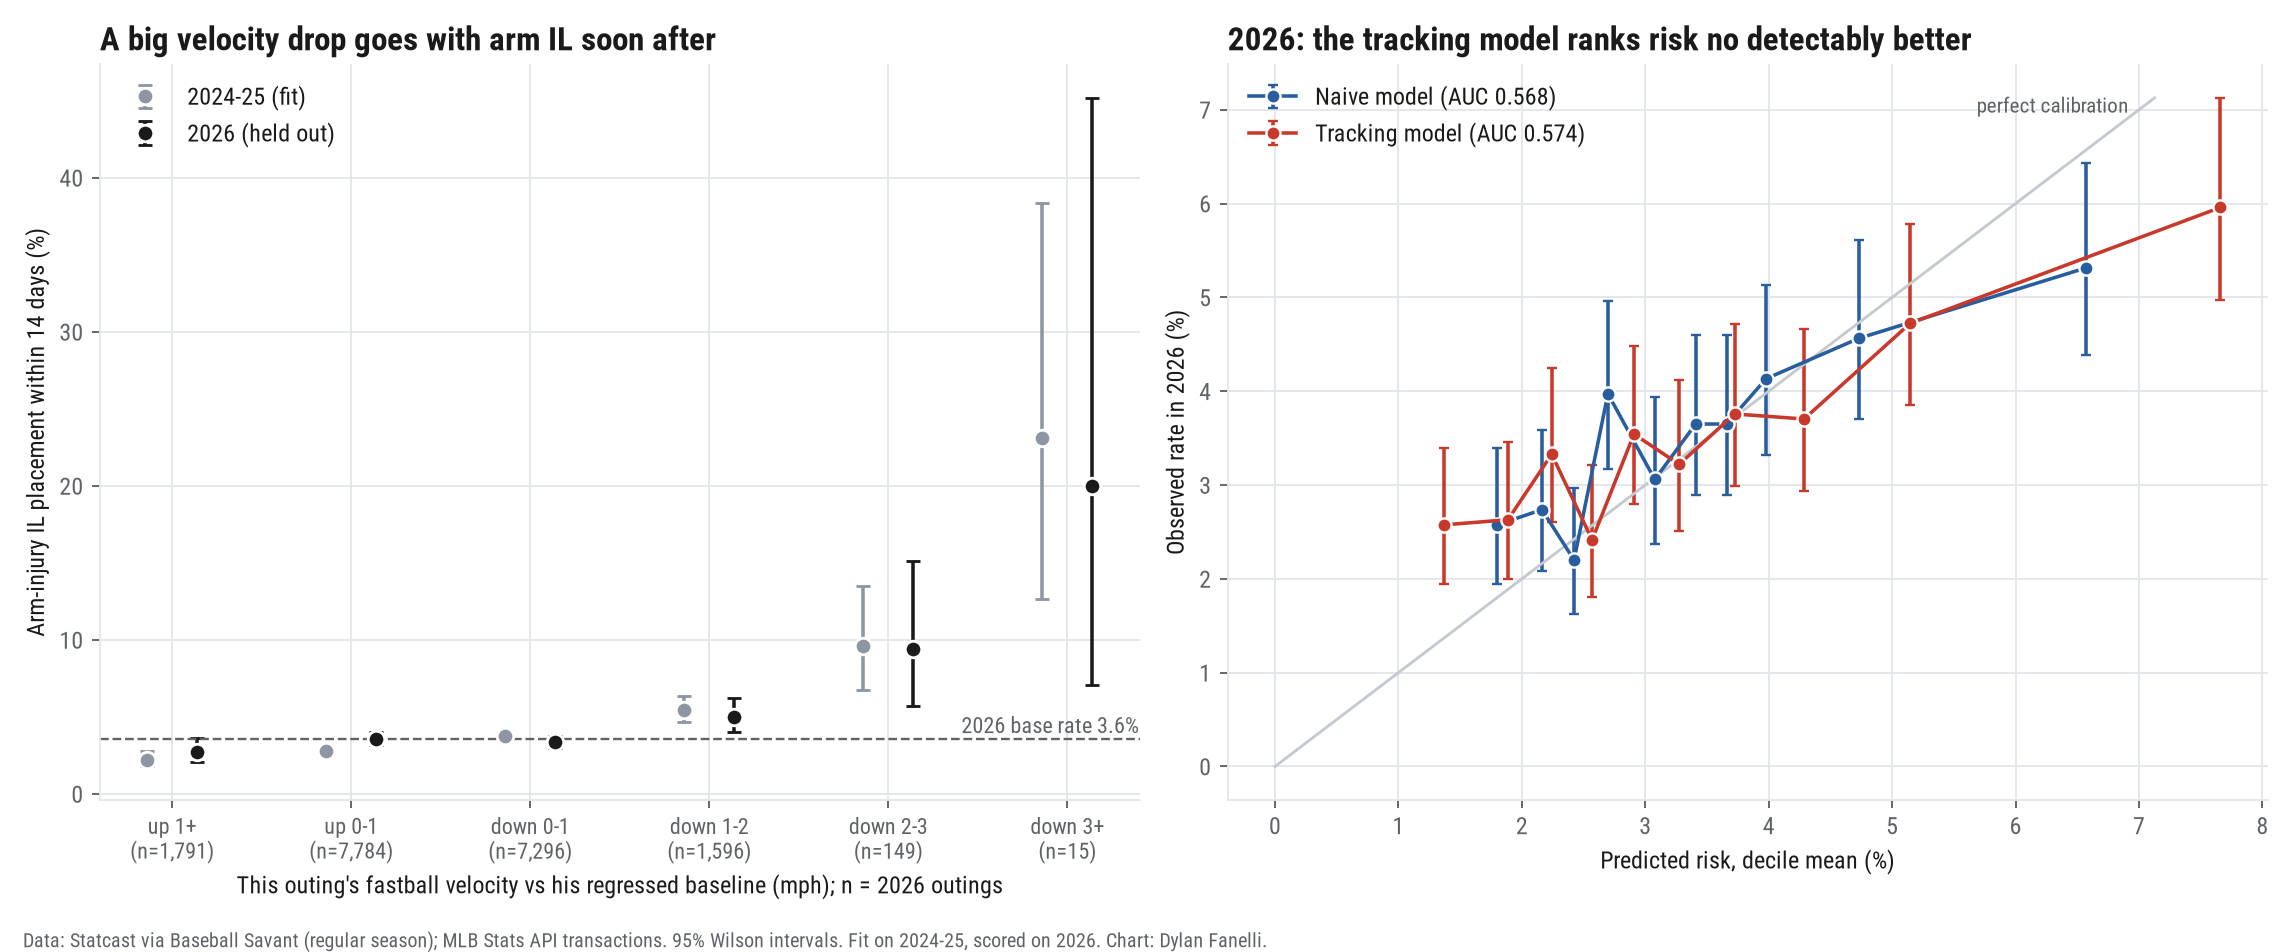 A big velocity drop goes with arm IL soon after
2024-25 (fit)
2026 (held out)
Arm-injury IL placement within 14 days (%)
40
30
20
10
0
2026 base rate 3.6%
up 1+
(n=1,791)
up 0-1
(n=7,784)
down 0-1
(n=7,296)
down 1-2
(n=1,596)
down 2-3
(n=149)
down 3+
(n=15)
This outing's fastball velocity vs his regressed baseline (mph); n = 2026 outings
2026: the tracking model ranks risk no detectably better
Naive model (AUC 0.568)
Tracking model (AUC 0.574)
perfect calibration
Observed rate in 2026 (%)
7
6
5
4
3
2
1
0
0 1 2 3 4 5 6 7 8
Predicted risk, decile mean (%)
Data: Statcast via Baseball Savant (regular season); MLB Stats API transactions. 95% Wilson intervals. Fit on 2024-25, scored on 2026. Chart: Dylan Fanelli.